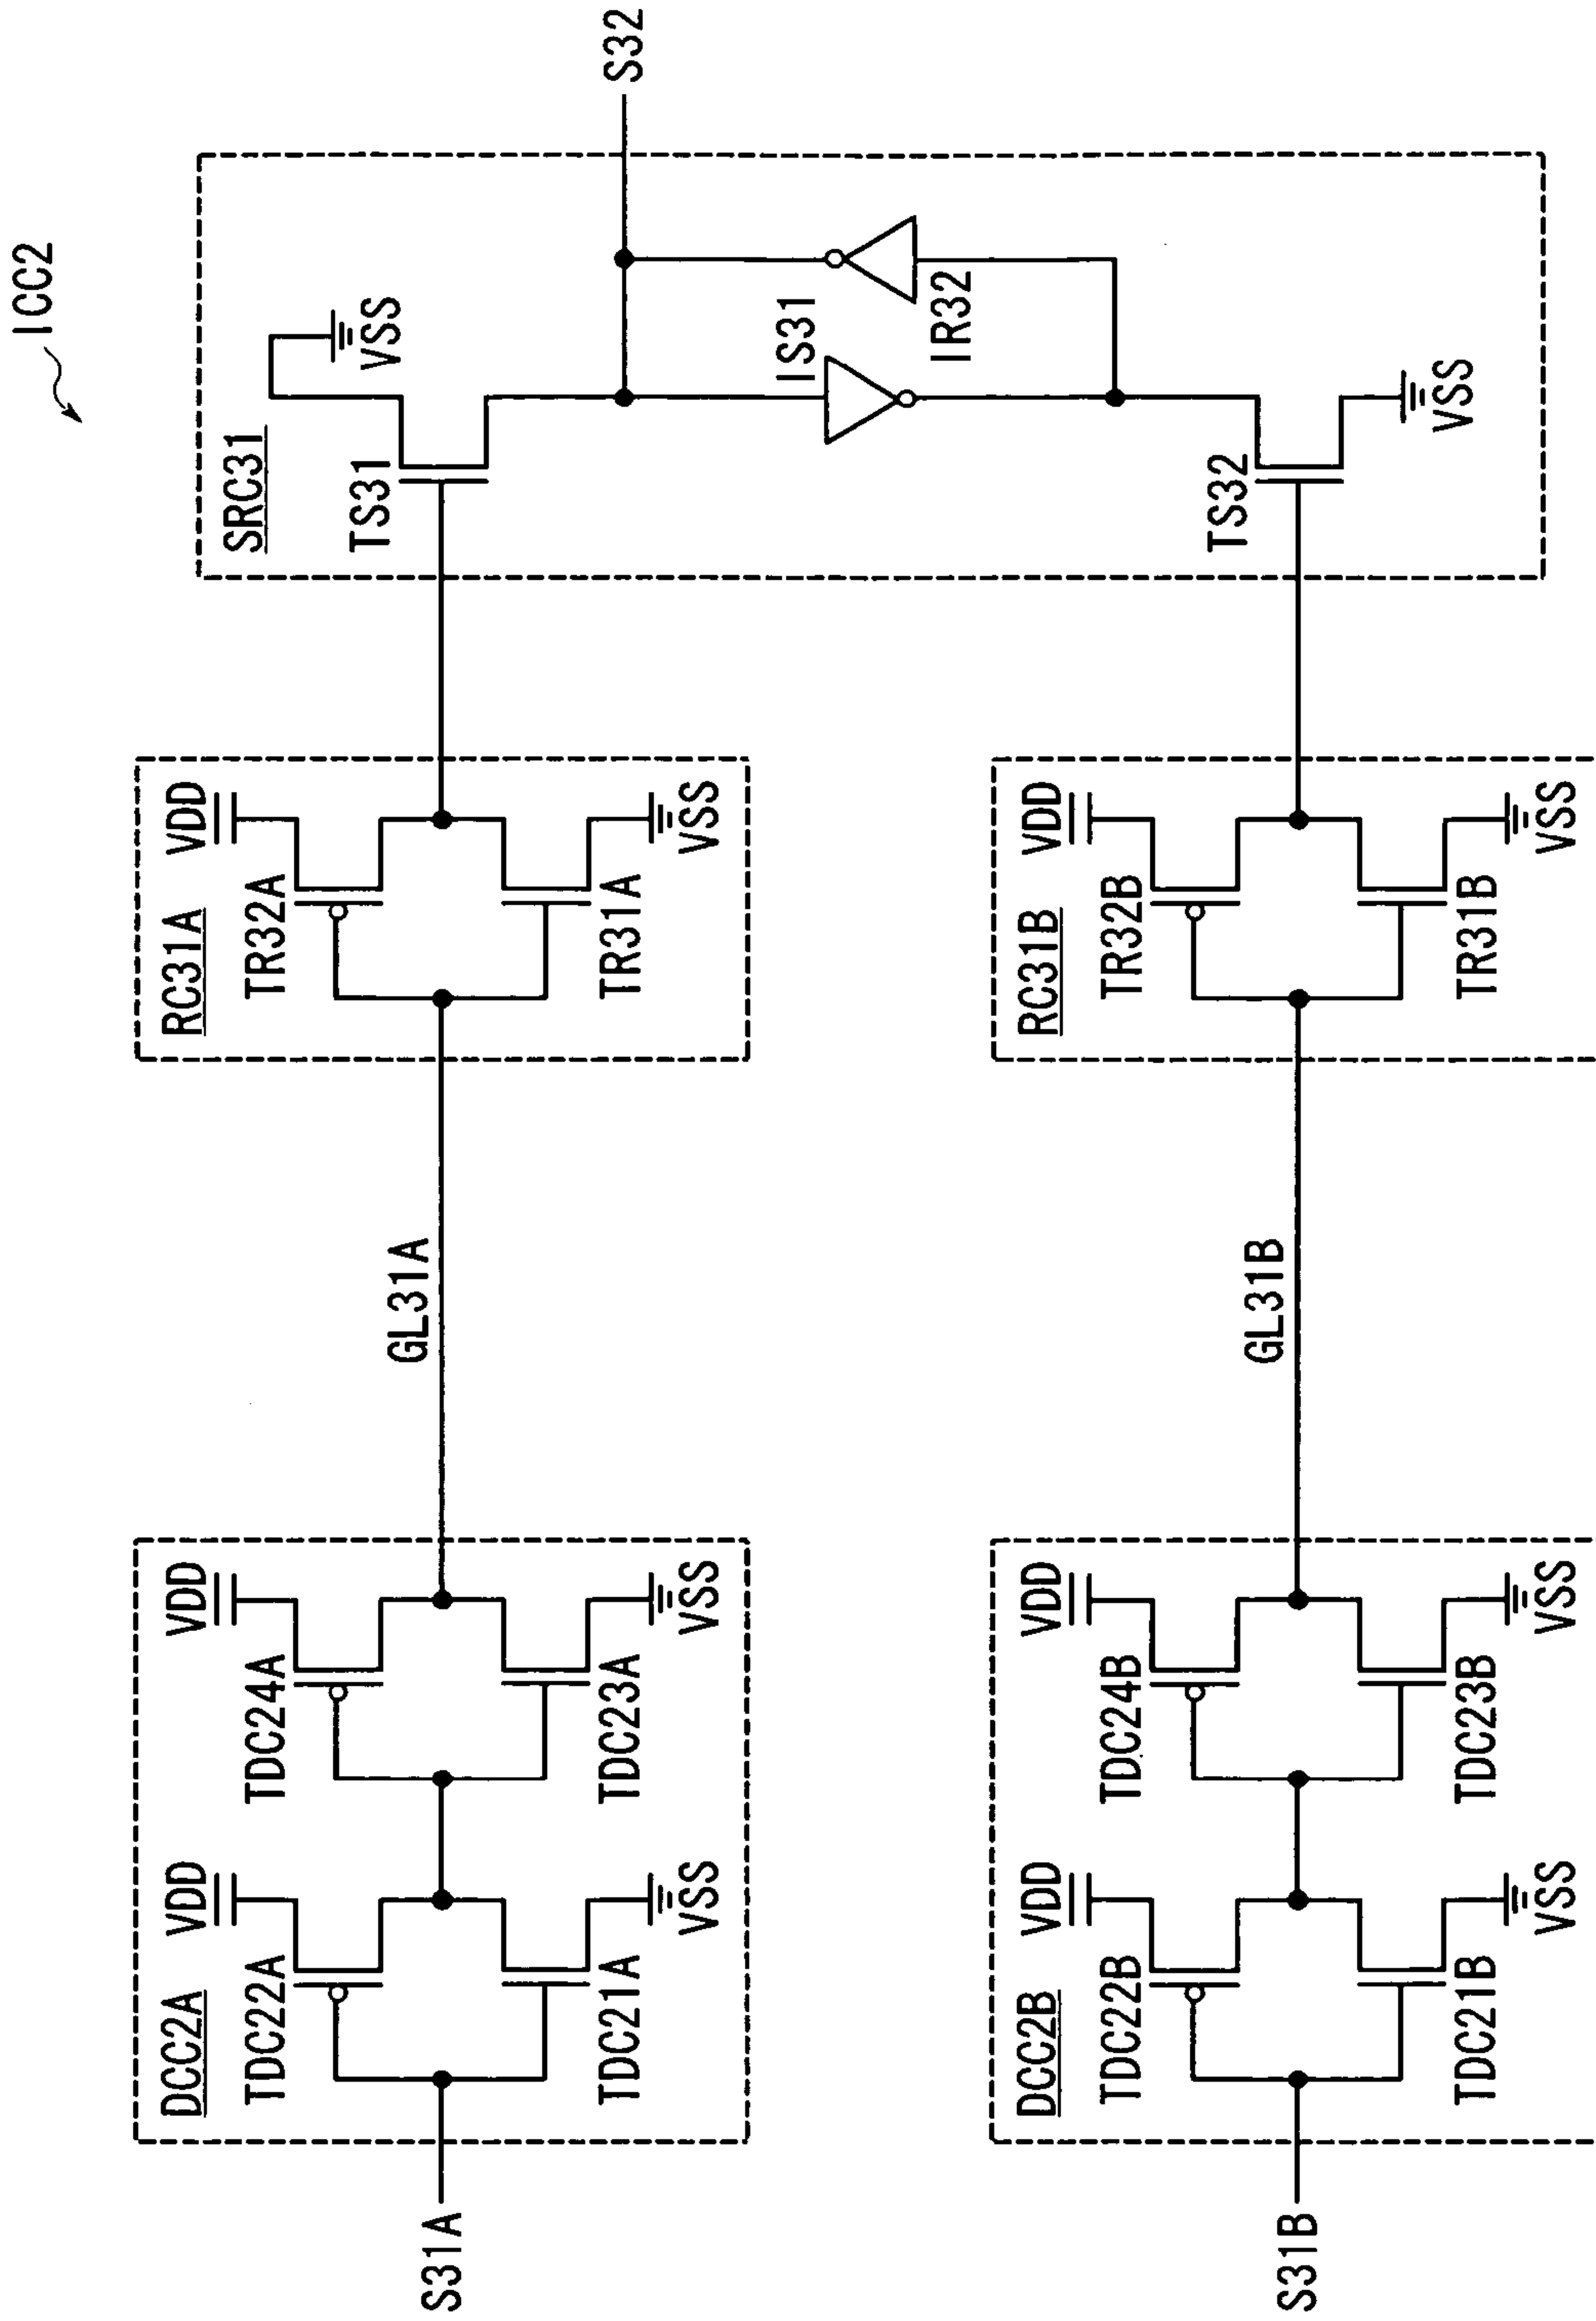 ICC2
DCC2A
VDD
TDC22A
TDC21A
VSS
VDD
TDC24A
TDC23A
VSS
S31A
GL31A
RC31A
VDD
TR32A
TR31A
VSS
SRC31
VSS
TS31
S32
IS31
IR32
TS32
VSS
DCC2B
VDD
TDC22B
TDC21B
VSS
VDD
TDC24B
TDC23B
VSS
S31B
GL31B
RC31B
VDD
TR32B
TR31B
VSS